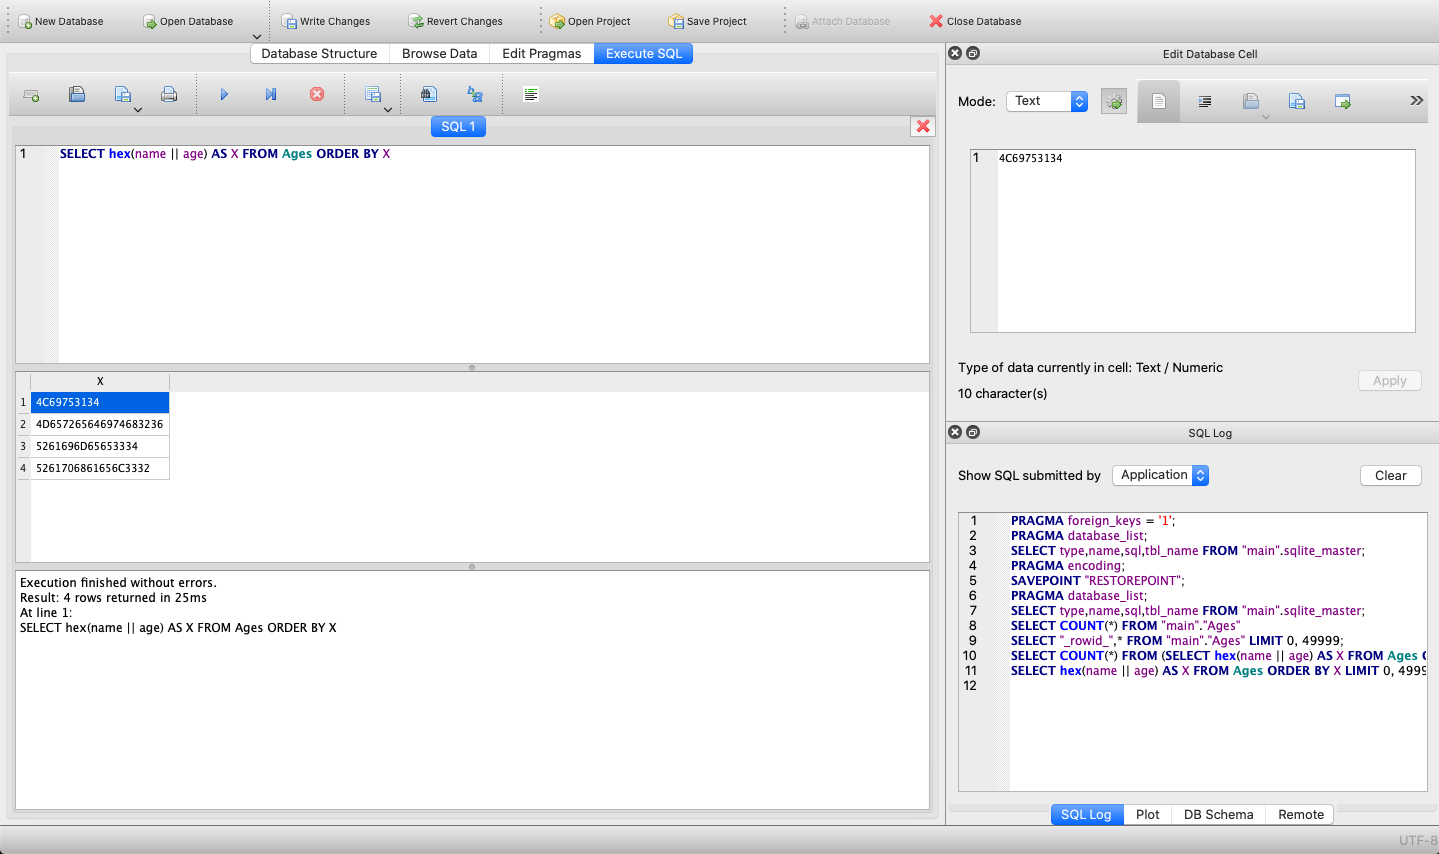 New Database
Open Database
Write Changes
Revert Changes
Open Project
Save Project
Attach Database
Close Database
Database Structure
Browse Data
Edit Pragmas
Execute SQL
SQL 1
1 SELECT hex(name || age) AS X FROM Ages ORDER BY X
X
1 4C69753134
2 4D657265646974683236
3 5261696D65653334
4 5261706861656C3332
Execution finished without errors.
Result: 4 rows returned in 25ms
At line 1:
SELECT hex(name || age) AS X FROM Ages ORDER BY X
Edit Database Cell
Mode: Text
1 4C69753134
Type of data currently in cell: Text / Numeric
10 character(s)
Apply
SQL Log
Show SQL submitted by Application
Clear
1 PRAGMA foreign_keys = '1';
2 PRAGMA database_list;
3 SELECT type,name,sql,tbl_name FROM "main".sqlite_master;
4 PRAGMA encoding;
5 SAVEPOINT "RESTOREPOINT";
6 PRAGMA database_list;
7 SELECT type,name,sql,tbl_name FROM "main".sqlite_master;
8 SELECT COUNT(*) FROM "main"."Ages"
9 SELECT "_rowid_",* FROM "main"."Ages" LIMIT 0, 49999;
10 SELECT COUNT(*) FROM (SELECT hex(name || age) AS X FROM Ages
11 SELECT hex(name || age) AS X FROM Ages ORDER BY X LIMIT 0, 4999
12
SQL Log
Plot
DB Schema
Remote
UTF-8